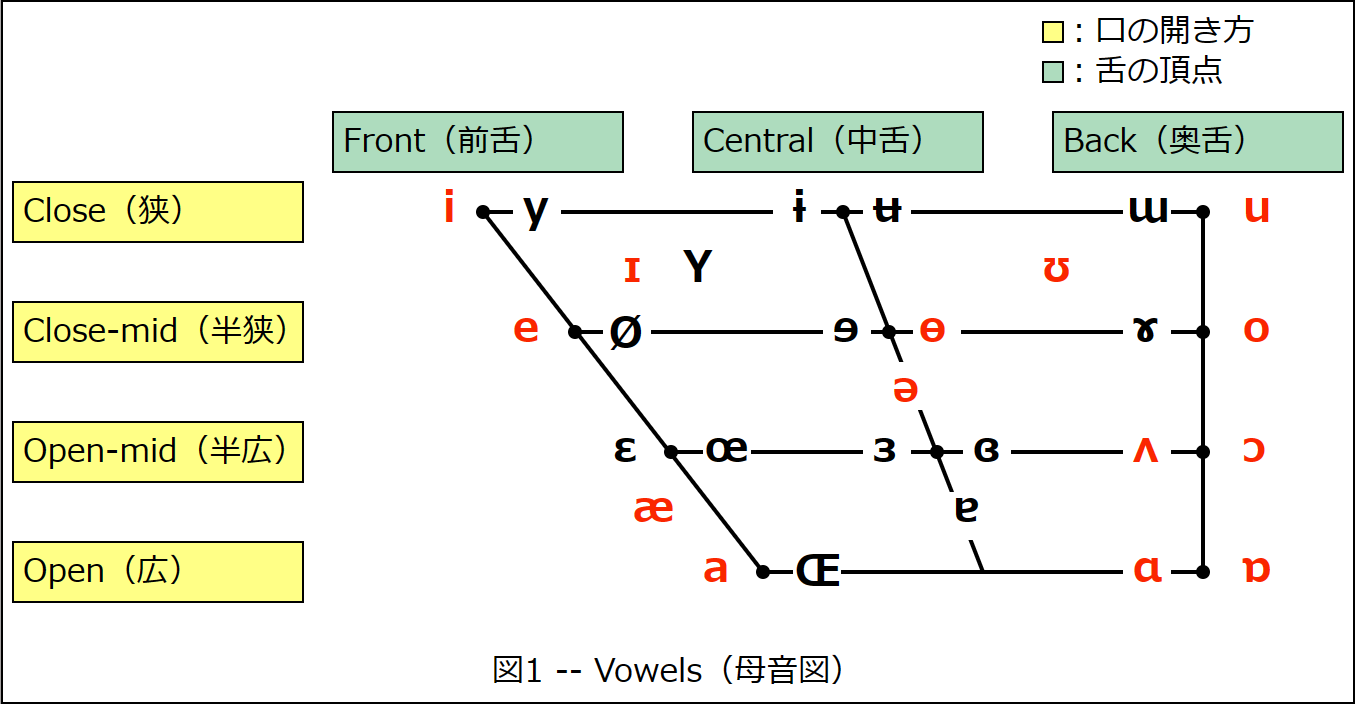 ：口の開き方
：舌の頂点
Front（前舌） Central（中舌） Back（奥舌）
Close（狭） i y ɨ ʉ ɯ u
ɪ Y ʊ
Close-mid（半狭） e Ø ɘ ɵ ɤ o
ə
Open-mid（半広） ɛ œ ɜ ɞ ʌ ɔ
æ ɐ
Open（広） a Œ ɑ ɒ
図1 -- Vowels（母音図）